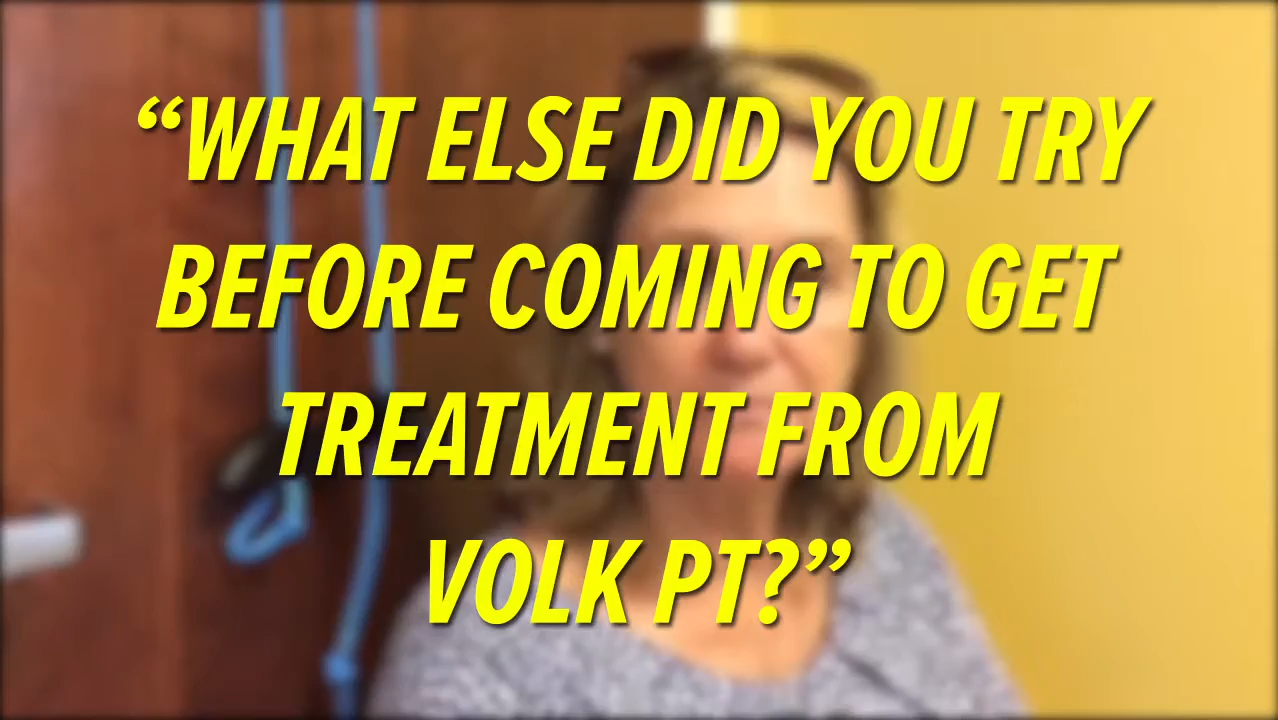 “WHAT ELSE DID YOU TRY
BEFORE COMING TO GET
TREATMENT FROM
VOLK PT?”